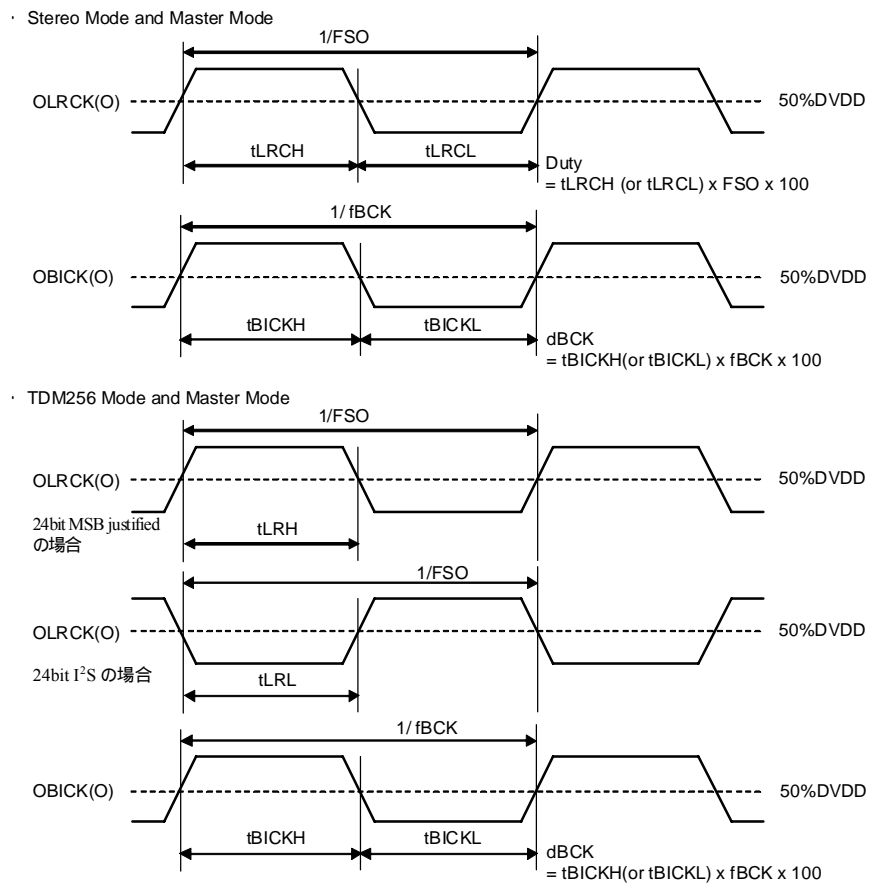 · Stereo Mode and Master Mode
1/FSO
OLRCK(O)
50%DVDD
tLRCH
tLRCL
Duty
= tLRCH (or tLRCL) x FSO x 100
1/ fBCK
OBICK(O)
50%DVDD
tBICKH
tBICKL
dBCK
= tBICKH(or tBICKL) x fBCK x 100
· TDM256 Mode and Master Mode
1/FSO
OLRCK(O)
50%DVDD
24bit MSB justified
の場合
tLRH
1/FSO
OLRCK(O)
50%DVDD
24bit I²S の場合
tLRL
1/ fBCK
OBICK(O)
50%DVDD
tBICKH
tBICKL
dBCK
= tBICKH(or tBICKL) x fBCK x 100